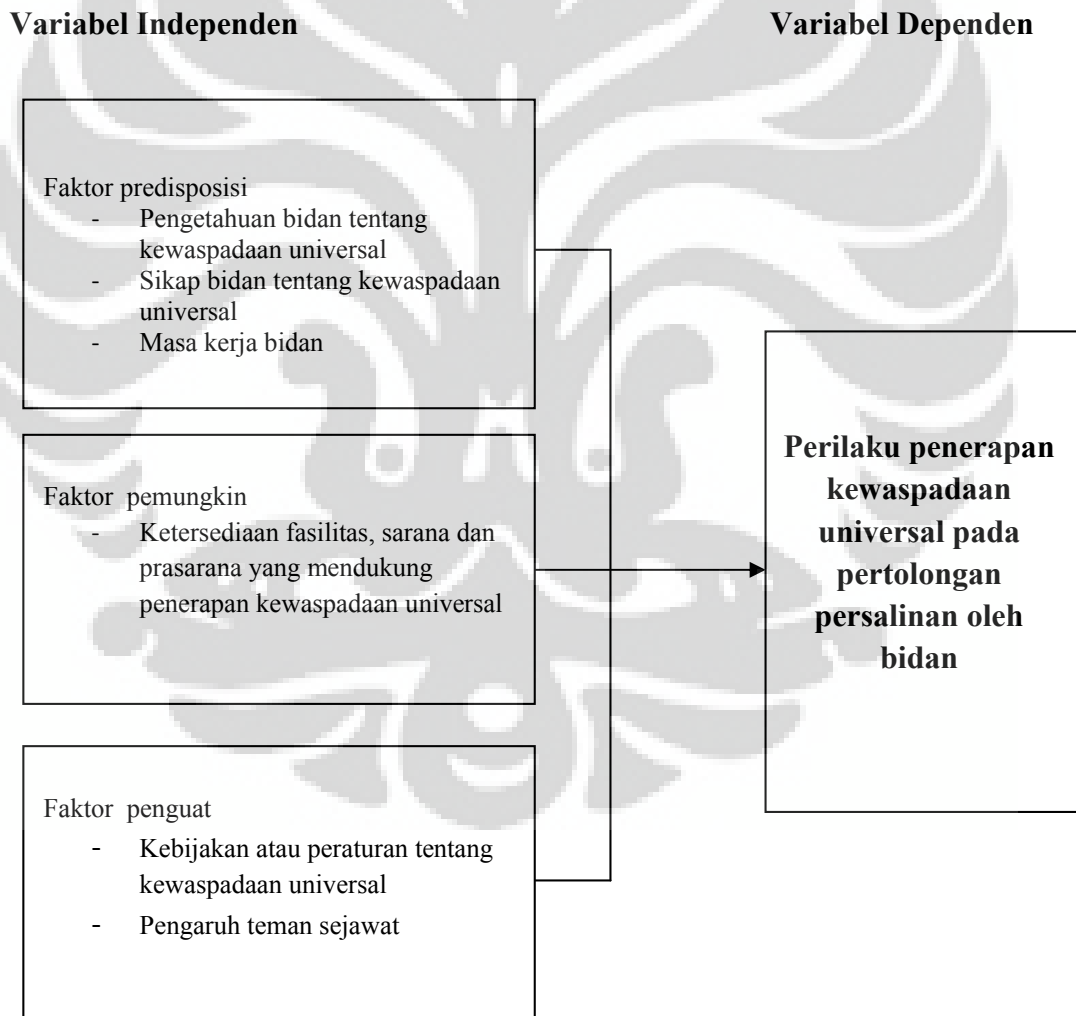 Variabel Independen
Variabel Dependen
Faktor predisposisi
- Pengetahuan bidan tentang
kewaspadaan universal
- Sikap bidan tentang kewaspadaan
universal
- Masa kerja bidan
Faktor pemungkin
- Ketersediaan fasilitas, sarana dan
prasarana yang mendukung
penerapan kewaspadaan universal
Faktor penguat
- Kebijakan atau peraturan tentang
kewaspadaan universal
- Pengaruh teman sejawat
Perilaku penerapan
kewaspadaan
universal pada
pertolongan
persalinan oleh
bidan